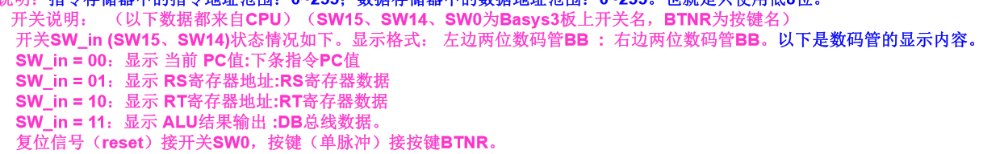 说明：指令存储器中的指令地址范围：0~255；数据存储器中的数据地址范围：0~255。也就是只使用低8位。
开关说明： （以下数据都来自CPU）（SW15、SW14、SW0为Basys3板上开关名，BTNR为按键名）
开关SW_in (SW15、SW14)状态情况如下。显示格式： 左边两位数码管BB ：右边两位数码管BB。以下是数码管的显示内容。
SW_in = 00：显示 当前 PC值:下条指令PC值
SW_in = 01：显示 RS寄存器地址:RS寄存器数据
SW_in = 10：显示 RT寄存器地址:RT寄存器数据
SW_in = 11：显示 ALU结果输出 :DB总线数据。
复位信号（reset）接开关SW0，按键（单脉冲）接按键BTNR。